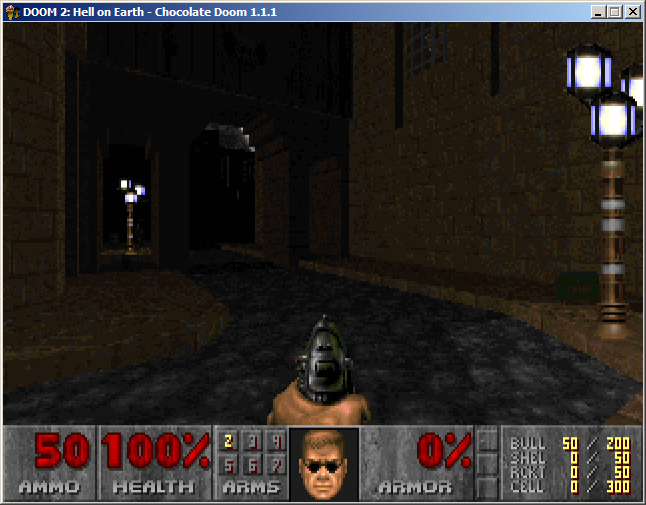 DOOM 2: Hell on Earth - Chocolate Doom 1.1.1
50
AMMO
100%
HEALTH
2 3 4
5 6 7
ARMS
0%
ARMOR
BULL 50 / 200
SHEL 0 / 50
RCKT 0 / 50
CELL 0 / 300